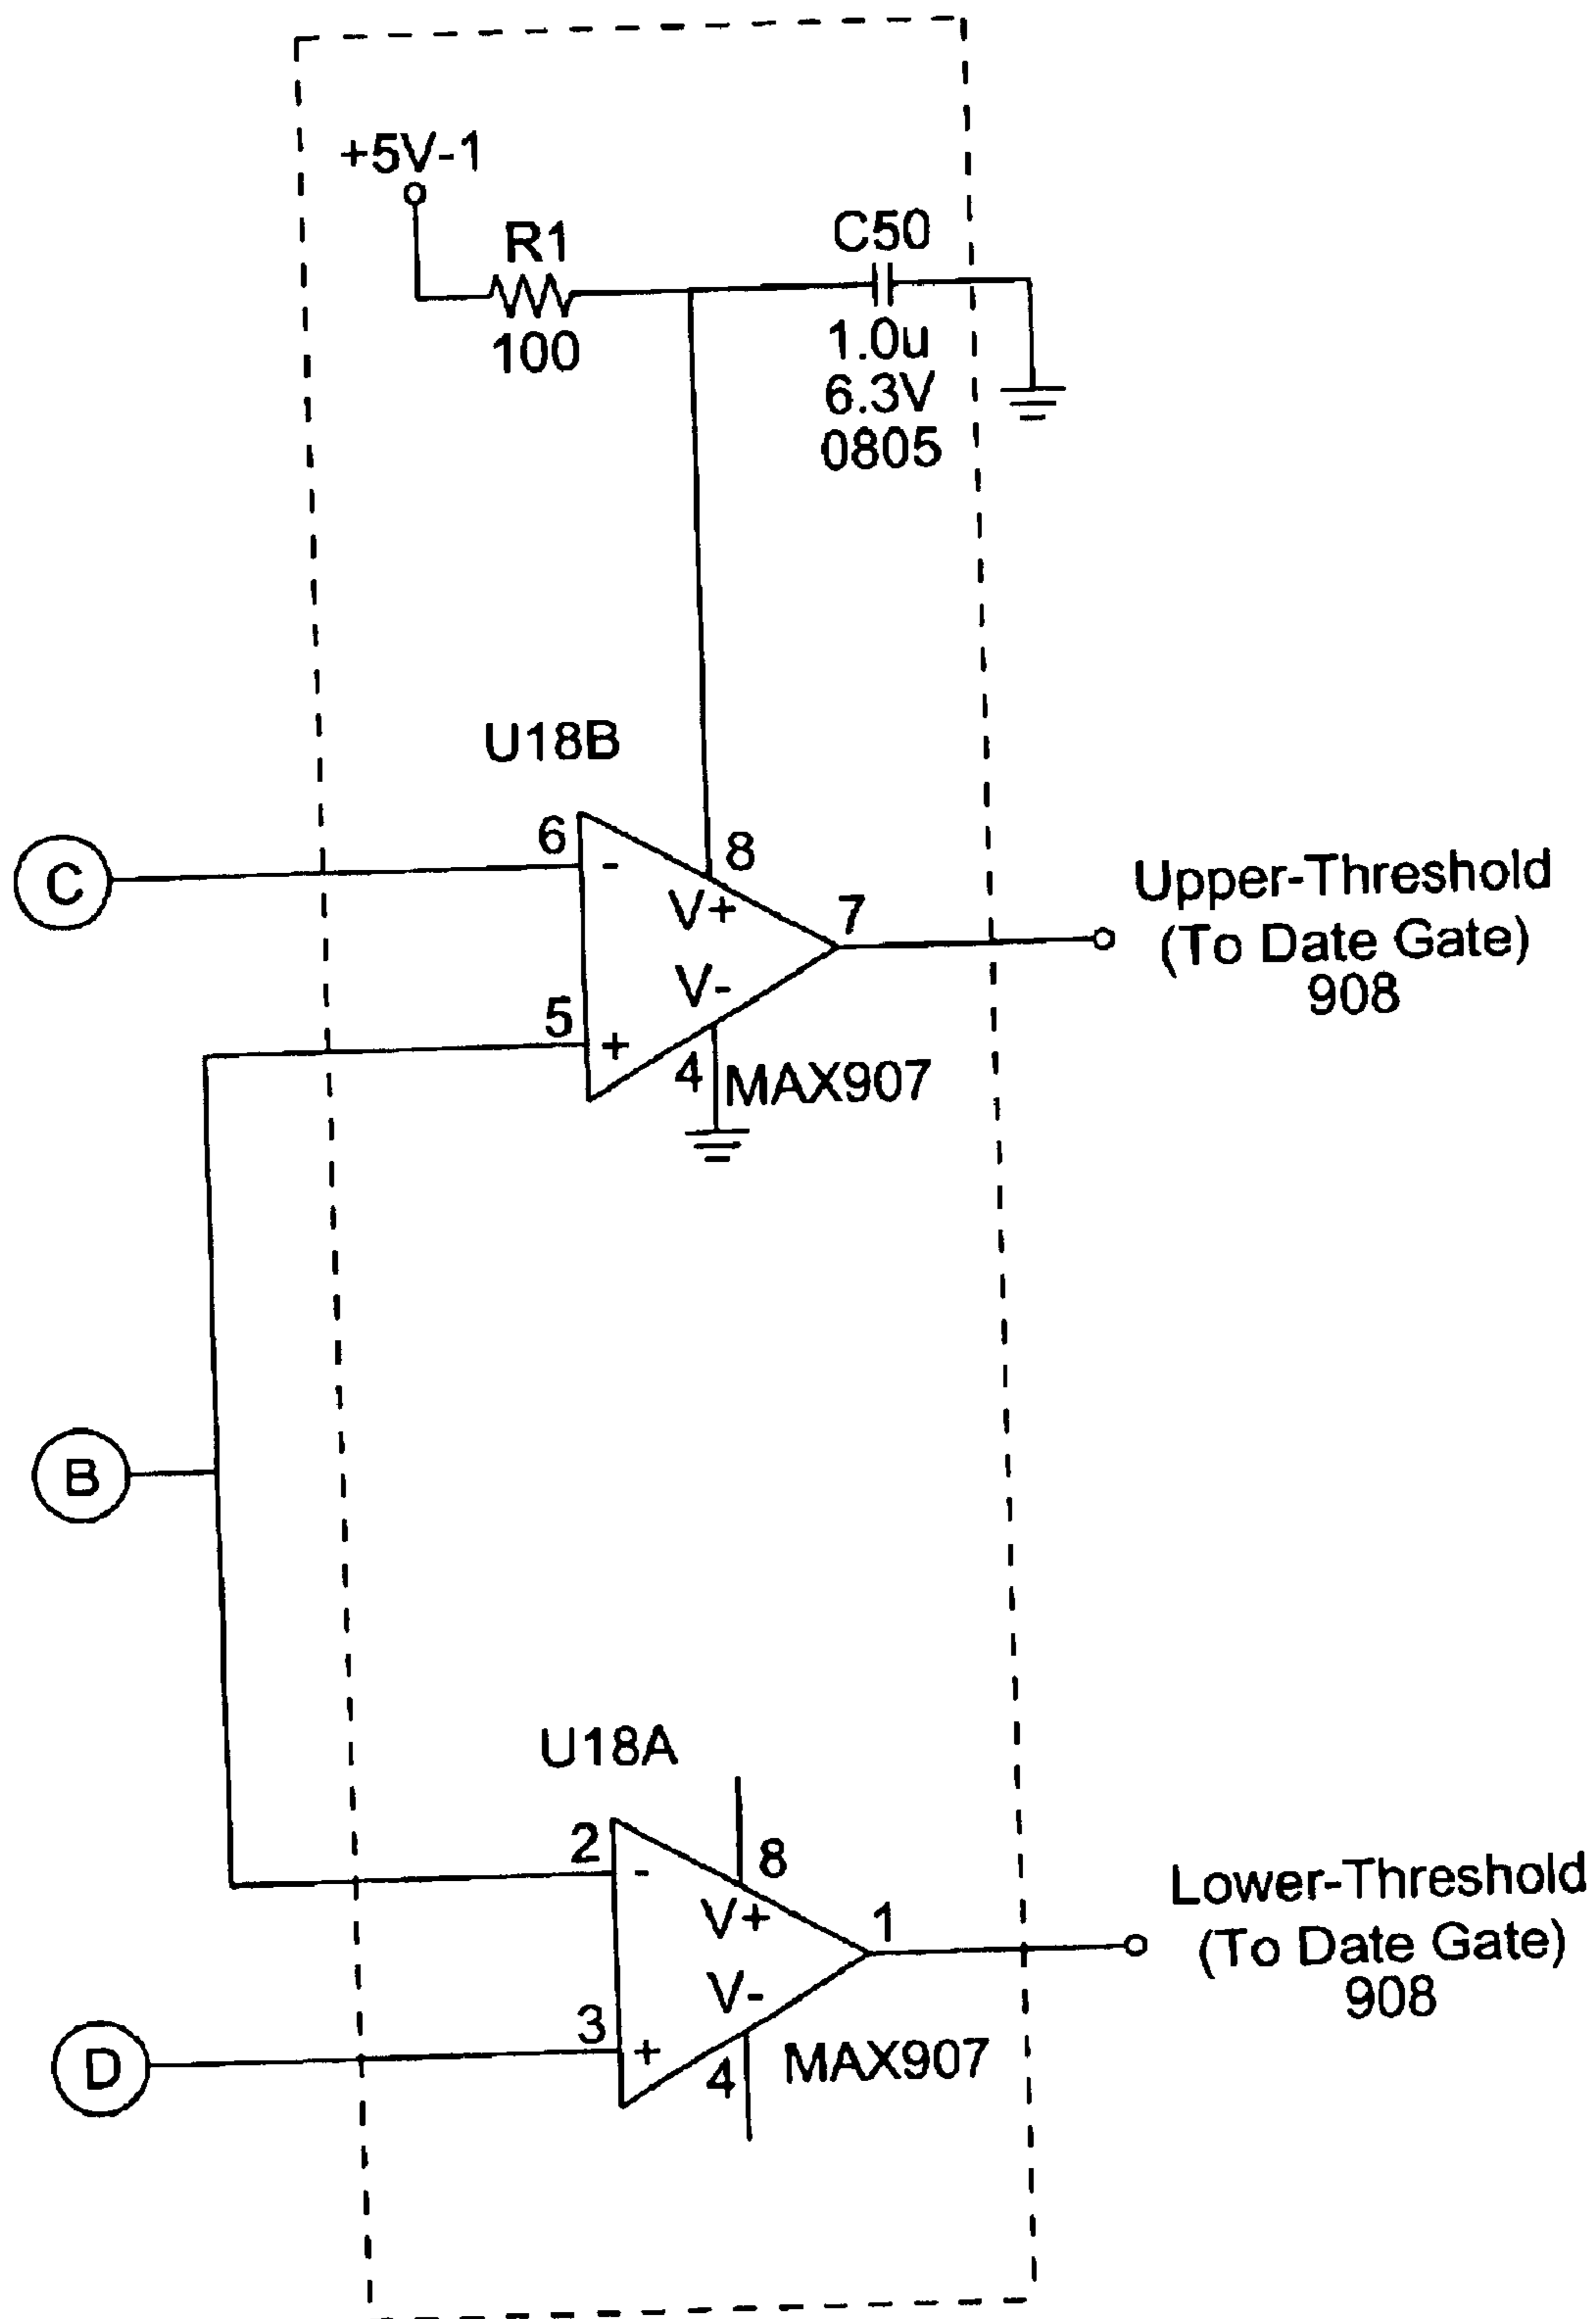 +5V-1
R1
100
C50
1.0u
6.3V
0805
U18B
C
6
-
8
V+
7
V-
5
+
4
MAX907
Upper-Threshold
(To Date Gate)
908
B
U18A
2
-
8
V+
1
V-
3
+
4
MAX907
D
Lower-Threshold
(To Date Gate)
908